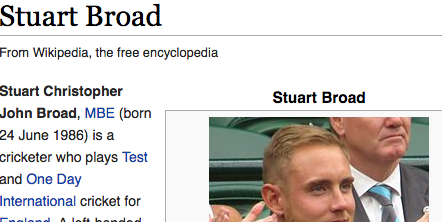 Stuart Broad
From Wikipedia, the free encyclopedia
Stuart Christopher
John Broad, MBE (born
24 June 1986) is a
cricketer who plays Test
and One Day
International cricket for
England. A left-handed
Stuart Broad